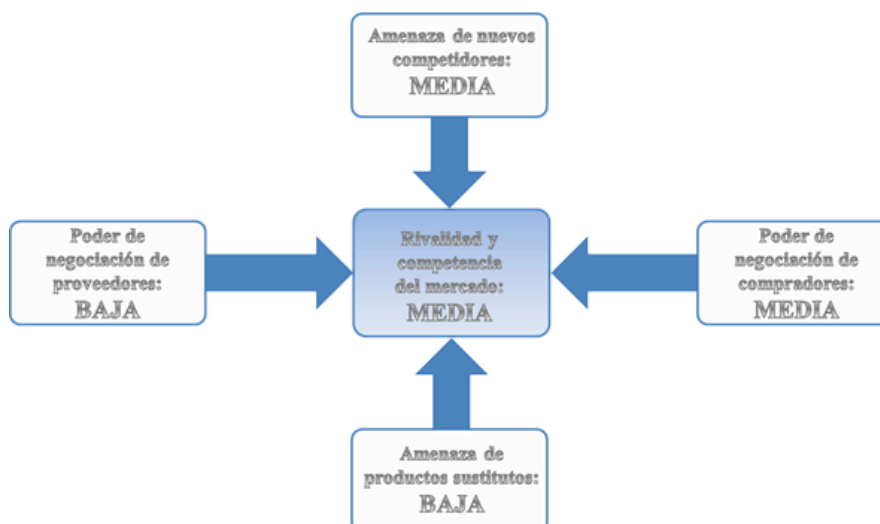 Amenaza de nuevos
competidores:
MEDIA
Poder de
negociación de
proveedores:
BAJA
Rivalidad y
competencia
del mercado:
MEDIA
Poder de
negociación de
compradores:
MEDIA
Amenaza de
productos sustitutos:
BAJA